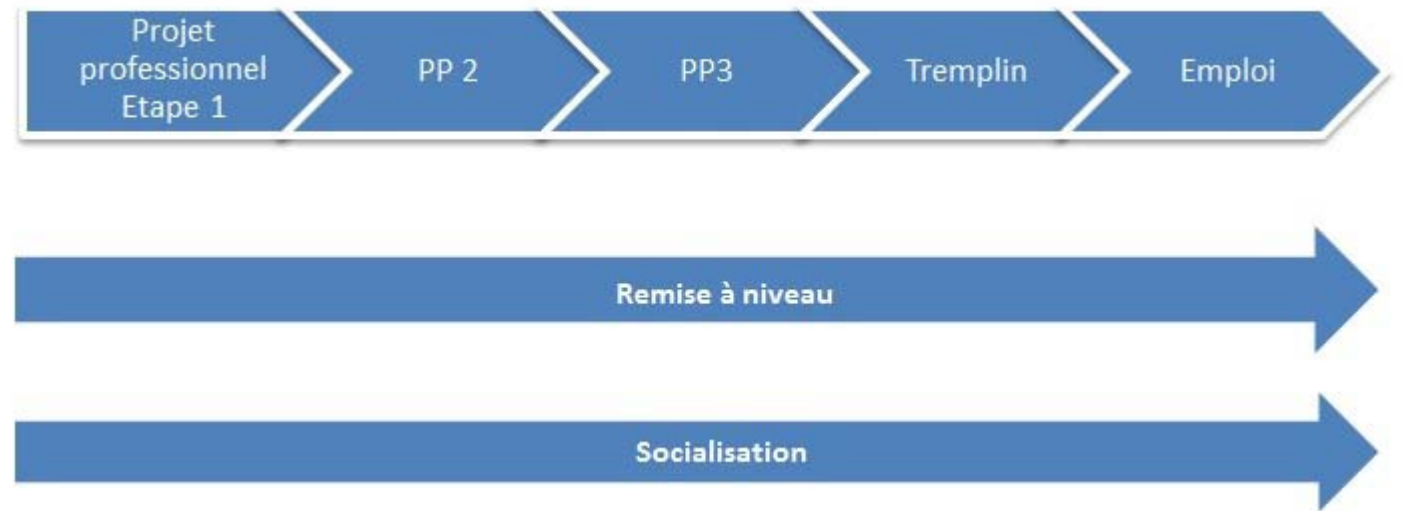 Projet
professionnel
Etape 1
PP 2
PP3
Tremplin
Emploi
Remise à niveau
Socialisation